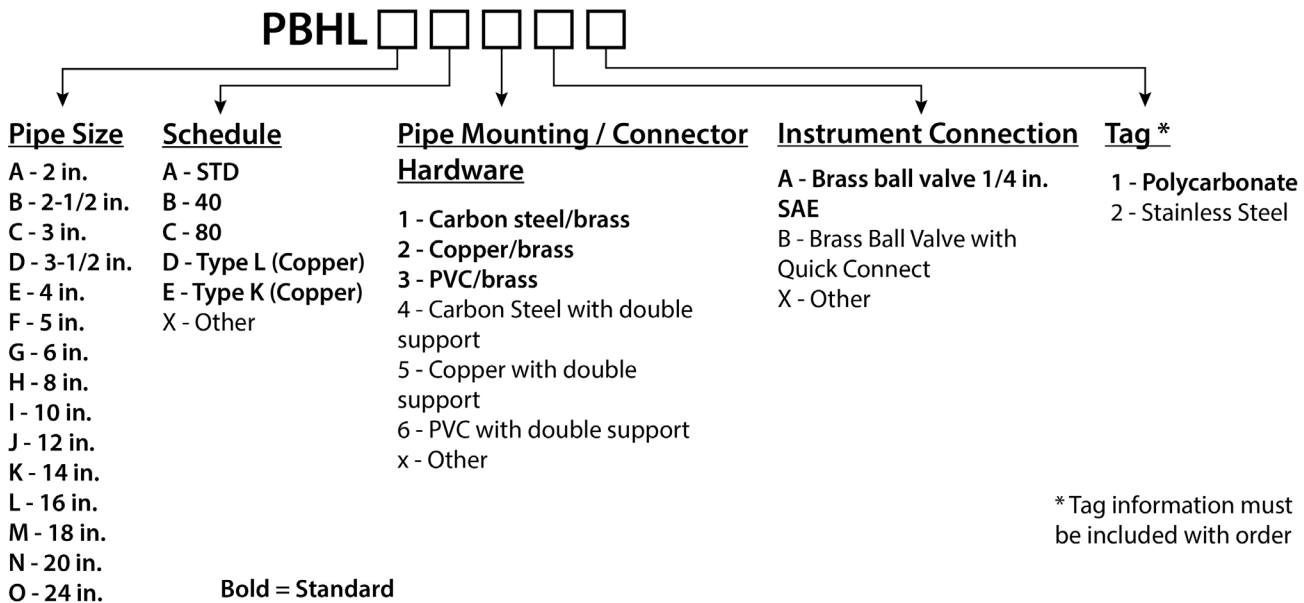 PBHL
Pipe Size
A - 2 in.
B - 2-1/2 in.
C - 3 in.
D - 3-1/2 in.
E - 4 in.
F - 5 in.
G - 6 in.
H - 8 in.
I - 10 in.
J - 12 in.
K - 14 in.
L - 16 in.
M - 18 in.
N - 20 in.
O - 24 in.
Schedule
A - STD
B - 40
C - 80
D - Type L (Copper)
E - Type K (Copper)
X - Other
Pipe Mounting / Connector
Hardware
1 - Carbon steel/brass
2 - Copper/brass
3 - PVC/brass
4 - Carbon Steel with double
support
5 - Copper with double
support
6 - PVC with double support
x - Other
Instrument Connection
A - Brass ball valve 1/4 in.
SAE
B - Brass Ball Valve with
Quick Connect
X - Other
Tag *
1 - Polycarbonate
2 - Stainless Steel
* Tag information must
be included with order
Bold = Standard